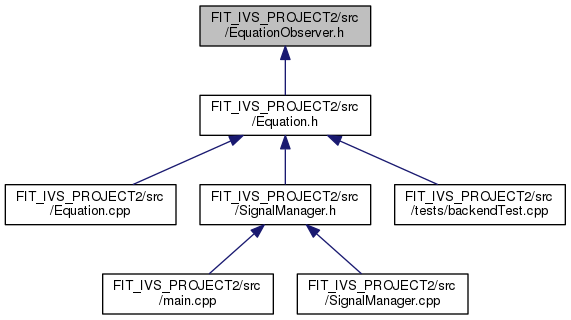 FIT_IVS_PROJECT2/src
/EquationObserver.h
FIT_IVS_PROJECT2/src
/Equation.h
FIT_IVS_PROJECT2/src
/Equation.cpp
FIT_IVS_PROJECT2/src
/SignalManager.h
FIT_IVS_PROJECT2/src
/tests/backendTest.cpp
FIT_IVS_PROJECT2/src
/main.cpp
FIT_IVS_PROJECT2/src
/SignalManager.cpp